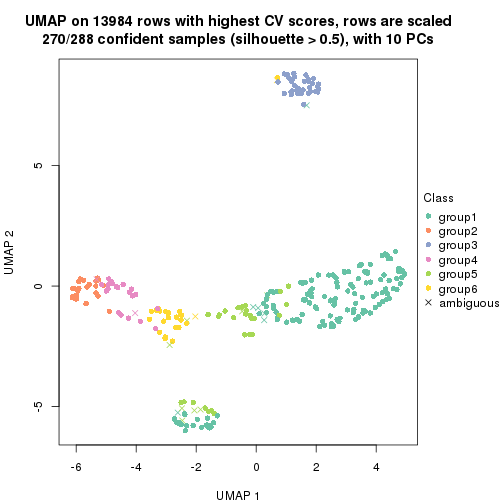 UMAP on 13984 rows with highest CV scores, rows are scaled
270/288 confident samples (silhouette > 0.5), with 10 PCs
UMAP 2
5
0
-5
-6
-4
-2
0
2
4
UMAP 1
Class
group1
group2
group3
group4
group5
group6
ambiguous